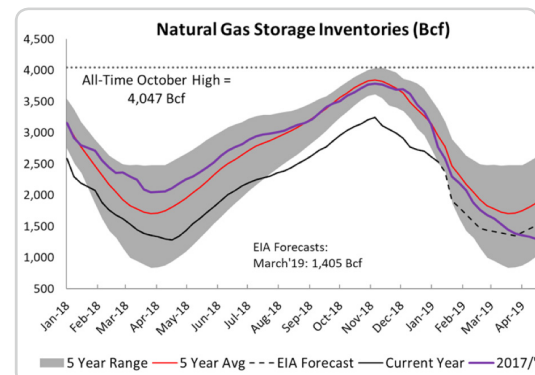 Natural Gas Storage Inventories (Bcf)
4,500
4,000
3,500
3,000
2,500
2,000
1,500
1,000
500
All-Time October High =
4,047 Bcf
EIA Forecasts:
March'19: 1,405 Bcf
Jan-18
Feb-18
Mar-18
Apr-18
May-18
Jun-18
Jul-18
Aug-18
Sep-18
Oct-18
Nov-18
Dec-18
Jan-19
Feb-19
Mar-19
Apr-19
5 Year Range 5 Year Avg EIA Forecast Current Year 2017/'